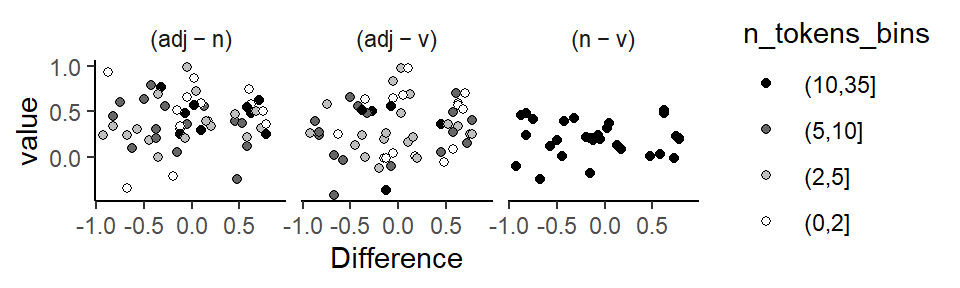 (adj − n) (adj − v) (n − v)
n_tokens_bins
(10,35]
(5,10]
(2,5]
(0,2]
value
1.0
0.5
0.0
-1.0 -0.5 0.0 0.5 -1.0 -0.5 0.0 0.5 -1.0 -0.5 0.0 0.5
Difference